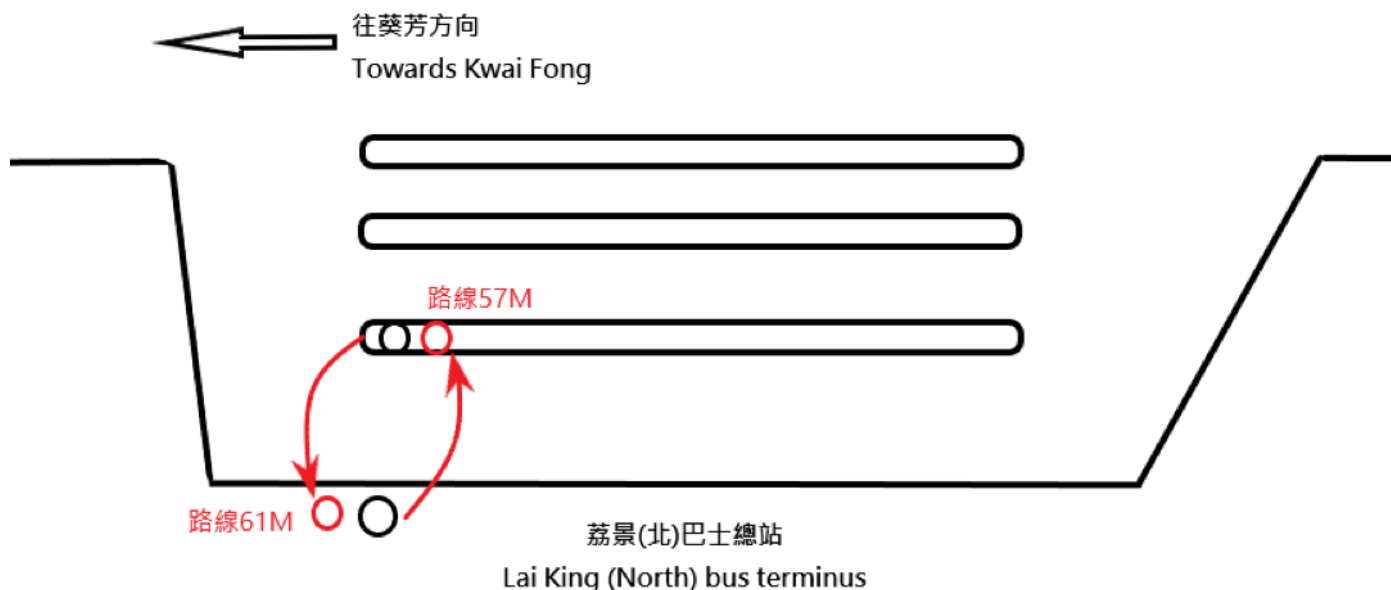 往葵芳方向
Towards Kwai Fong
路線57M
路線61M
荔景(北)巴士總站
Lai King (North) bus terminus